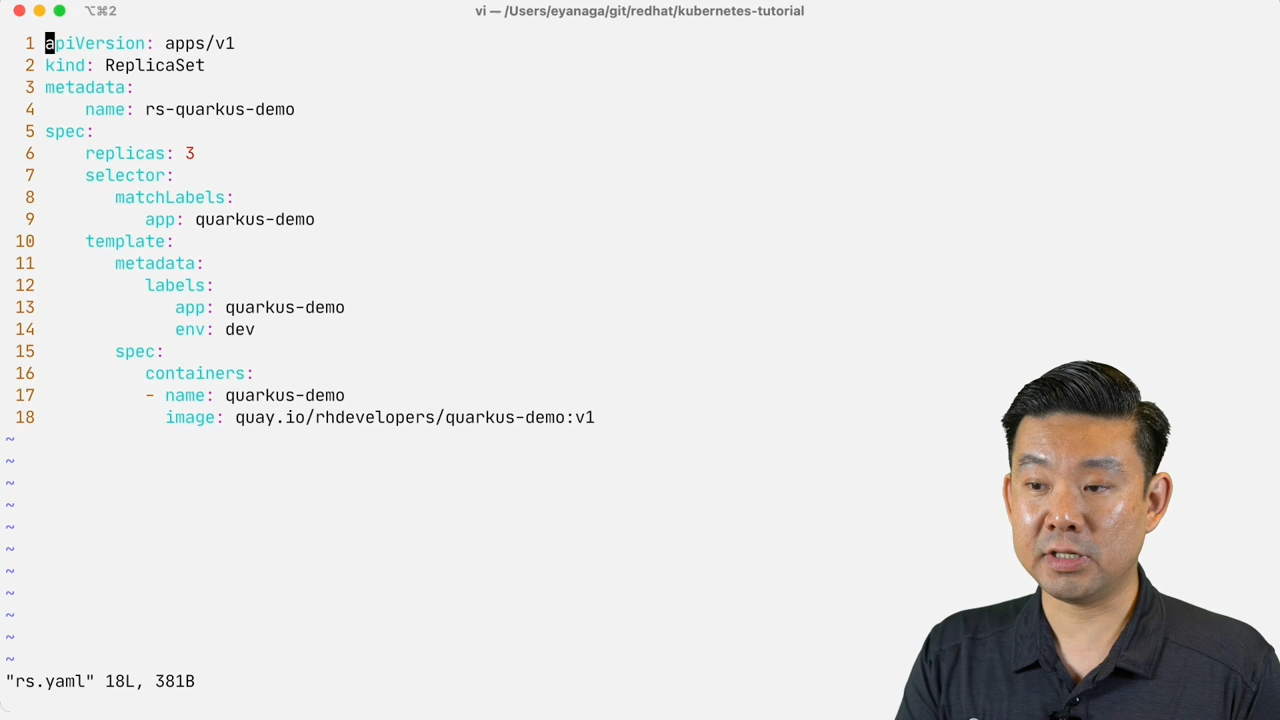 ⌥⌘2
vi — /Users/eyanaga/git/redhat/kubernetes-tutorial
1 apiVersion: apps/v1
2 kind: ReplicaSet
3 metadata:
4     name: rs-quarkus-demo
5 spec:
6     replicas: 3
7     selector:
8        matchLabels:
9           app: quarkus-demo
10     template:
11        metadata:
12           labels:
13              app: quarkus-demo
14              env: dev
15        spec:
16           containers:
17           - name: quarkus-demo
18             image: quay.io/rhdevelopers/quarkus-demo:v1
~
~
~
~
~
~
~
~
~
~
~
"rs.yaml" 18L, 381B